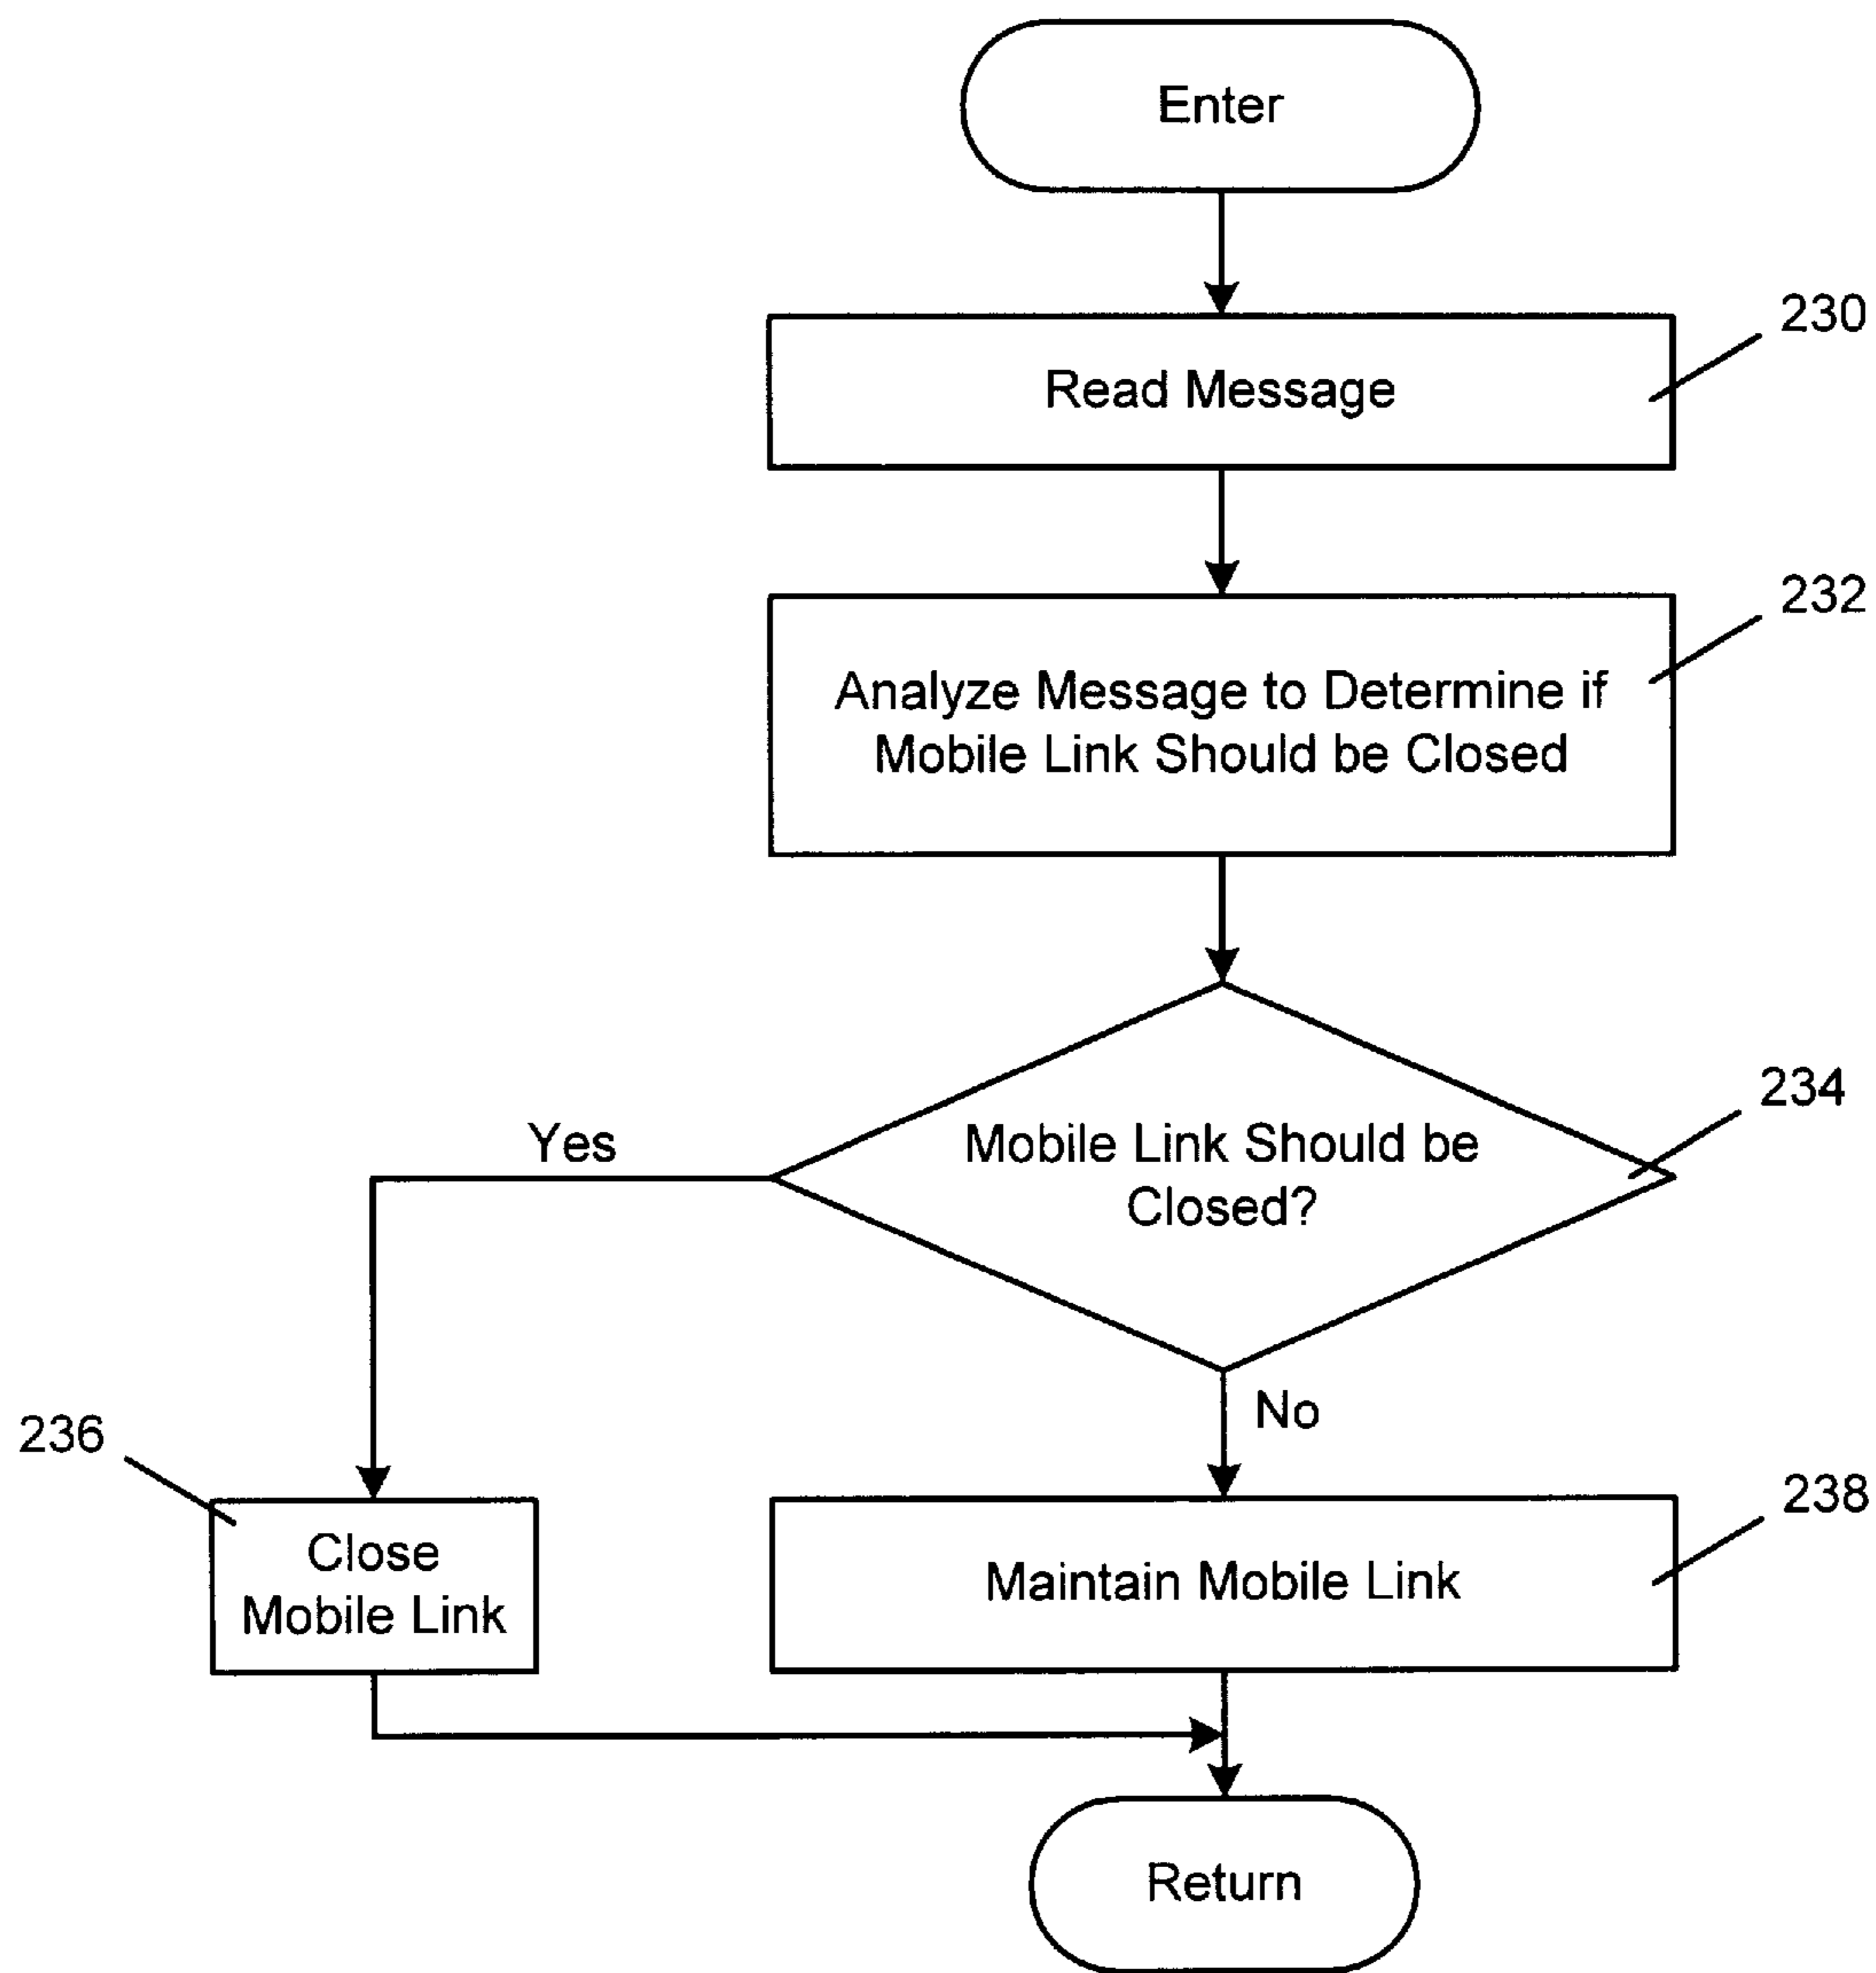 Enter
230
Read Message
232
Analyze Message to Determine if
Mobile Link Should be Closed
234
Mobile Link Should be
Closed?
Yes
No
236
Close
Mobile Link
238
Maintain Mobile Link
Return